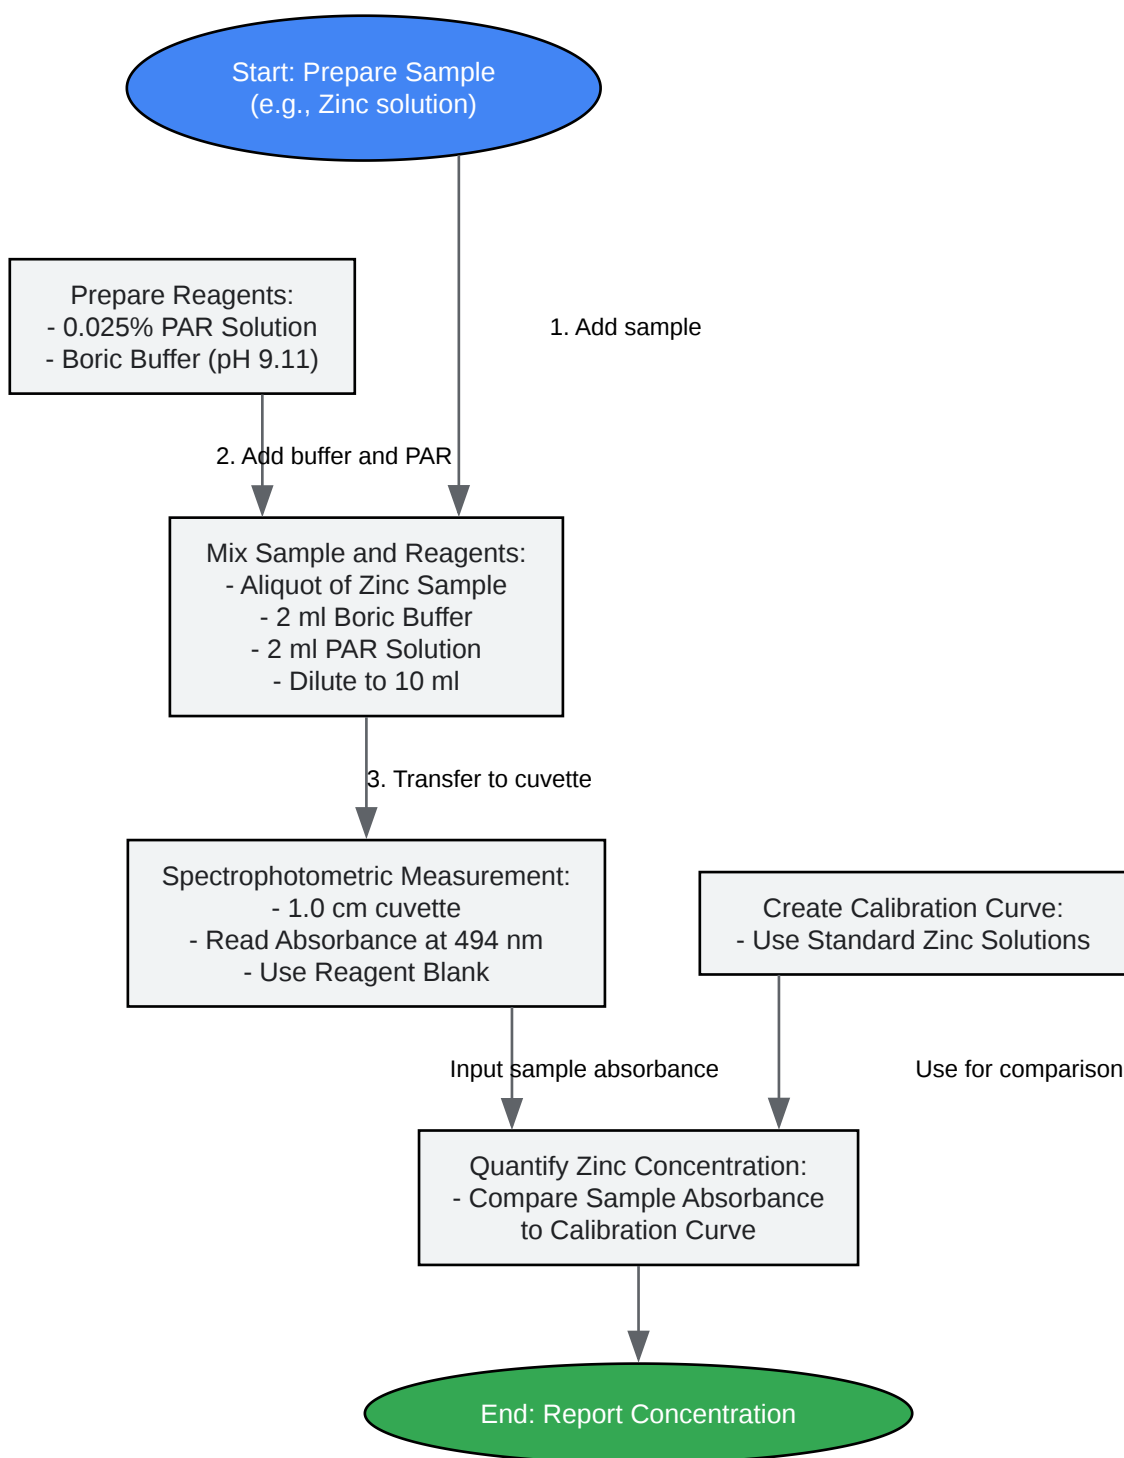 Start: Prepare Sample
(e.g., Zinc solution)
Prepare Reagents:
- 0.025% PAR Solution
- Boric Buffer (pH 9.11)
1. Add sample
2. Add buffer and PAR
Mix Sample and Reagents:
- Aliquot of Zinc Sample
- 2 ml Boric Buffer
- 2 ml PAR Solution
- Dilute to 10 ml
3. Transfer to cuvette
Spectrophotometric Measurement:
- 1.0 cm cuvette
- Read Absorbance at 494 nm
- Use Reagent Blank
Create Calibration Curve:
- Use Standard Zinc Solutions
Input sample absorbance
Use for comparison
Quantify Zinc Concentration:
- Compare Sample Absorbance
to Calibration Curve
End: Report Concentration